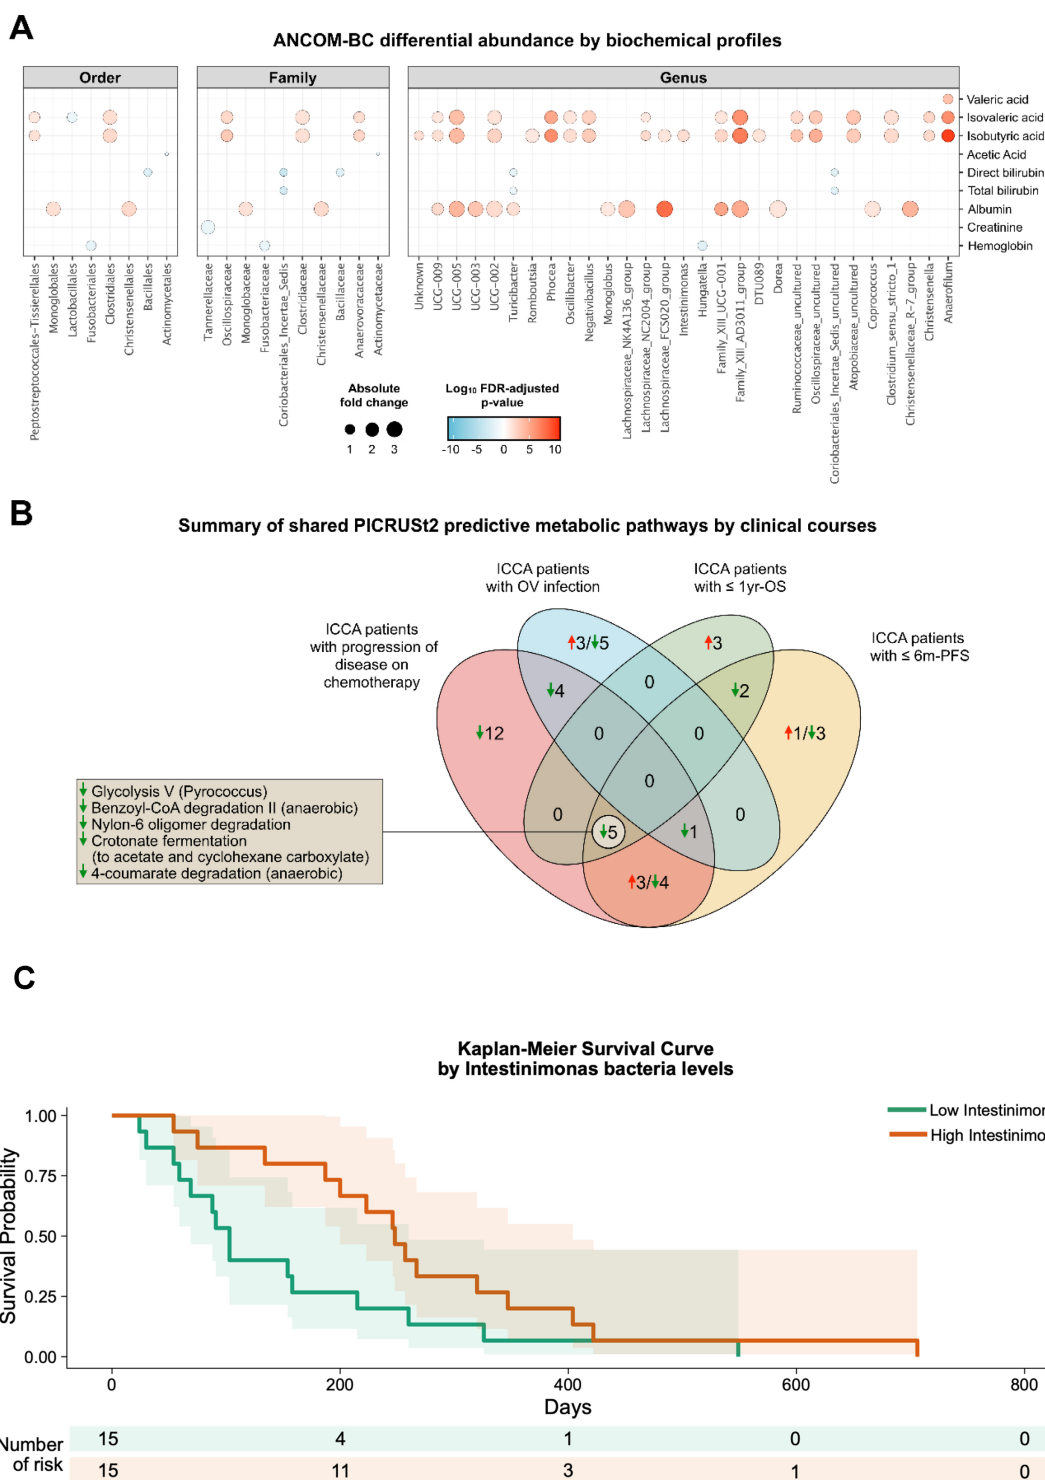 A
ANCOM-BC differential abundance by biochemical profiles
Order
Family
Genus
Valeric acid
Isovaleric acid
Isobutyric acid
Acetic Acid
Direct bilirubin
Total bilirubin
Albumin
Creatinine
Hemoglobin
Peptostreptococcales-Tissierellales
Monoglobales
Lactobacillales
Fusobacteriales
Clostridiales
Christensenellales
Bacillales
Actinomycetales
Tannerellaceae
Oscillospiraceae
Monoglobaceae
Fusobacteriaceae
Coriobacteriales_Incertae_Sedis
Clostridiaceae
Christensenellaceae
Bacillaceae
Anaerovoracaceae
Actinomycetaceae
Unknown
UCG-009
UCG-005
UCG-003
UCG-002
Turicibacter
Romboutsia
Phocea
Oscillibacter
Negativibacillus
Monoglobus
Lachnospiraceae_NK4A136_group
Lachnospiraceae_NC2004_group
Lachnospiraceae_FCS020_group
Intestinimonas
Hungatella
Family_XIII_UCG-001
Family_XIII_AD3011_group
DTU089
Dorea
Ruminococcaceae_uncultured
Oscillospiraceae_uncultured
Coriobacteriales_Incertae_Sedis_uncultured
Atopobiaceae_uncultured
Coprococcus
Clostridium_sensu_stricto_1
Christensenellaceae_R-7_group
Christensenella
Anaerofilum
Absolute
fold change
1 2 3
Log₁₀ FDR-adjusted
p-value
-10 -5 0 5 10
B
Summary of shared PICRUSt2 predictive metabolic pathways by clinical courses
ICCA patients
with OV infection
ICCA patients
with ≤ 1yr-OS
ICCA patients
with progression of
disease on
chemotherapy
ICCA patients
with ≤ 6m-PFS
↑3/↓5
↑3
0
↓4
↓2
↓12
0
0
↑1/↓3
0
0
0
↓5
↓1
↑3/↓4
↓ Glycolysis V (Pyrococcus)
↓ Benzoyl-CoA degradation II (anaerobic)
↓ Nylon-6 oligomer degradation
↓ Crotonate fermentation
(to acetate and cyclohexane carboxylate)
↓ 4-coumarate degradation (anaerobic)
C
Kaplan-Meier Survival Curve
by Intestinimonas bacteria levels
Low Intestinimon
High Intestinimo
Survival Probability
1.00
0.75
0.50
0.25
0.00
0 200 400 600 800
Days
Number
of risk
15 4 1 0 0
15 11 3 1 0